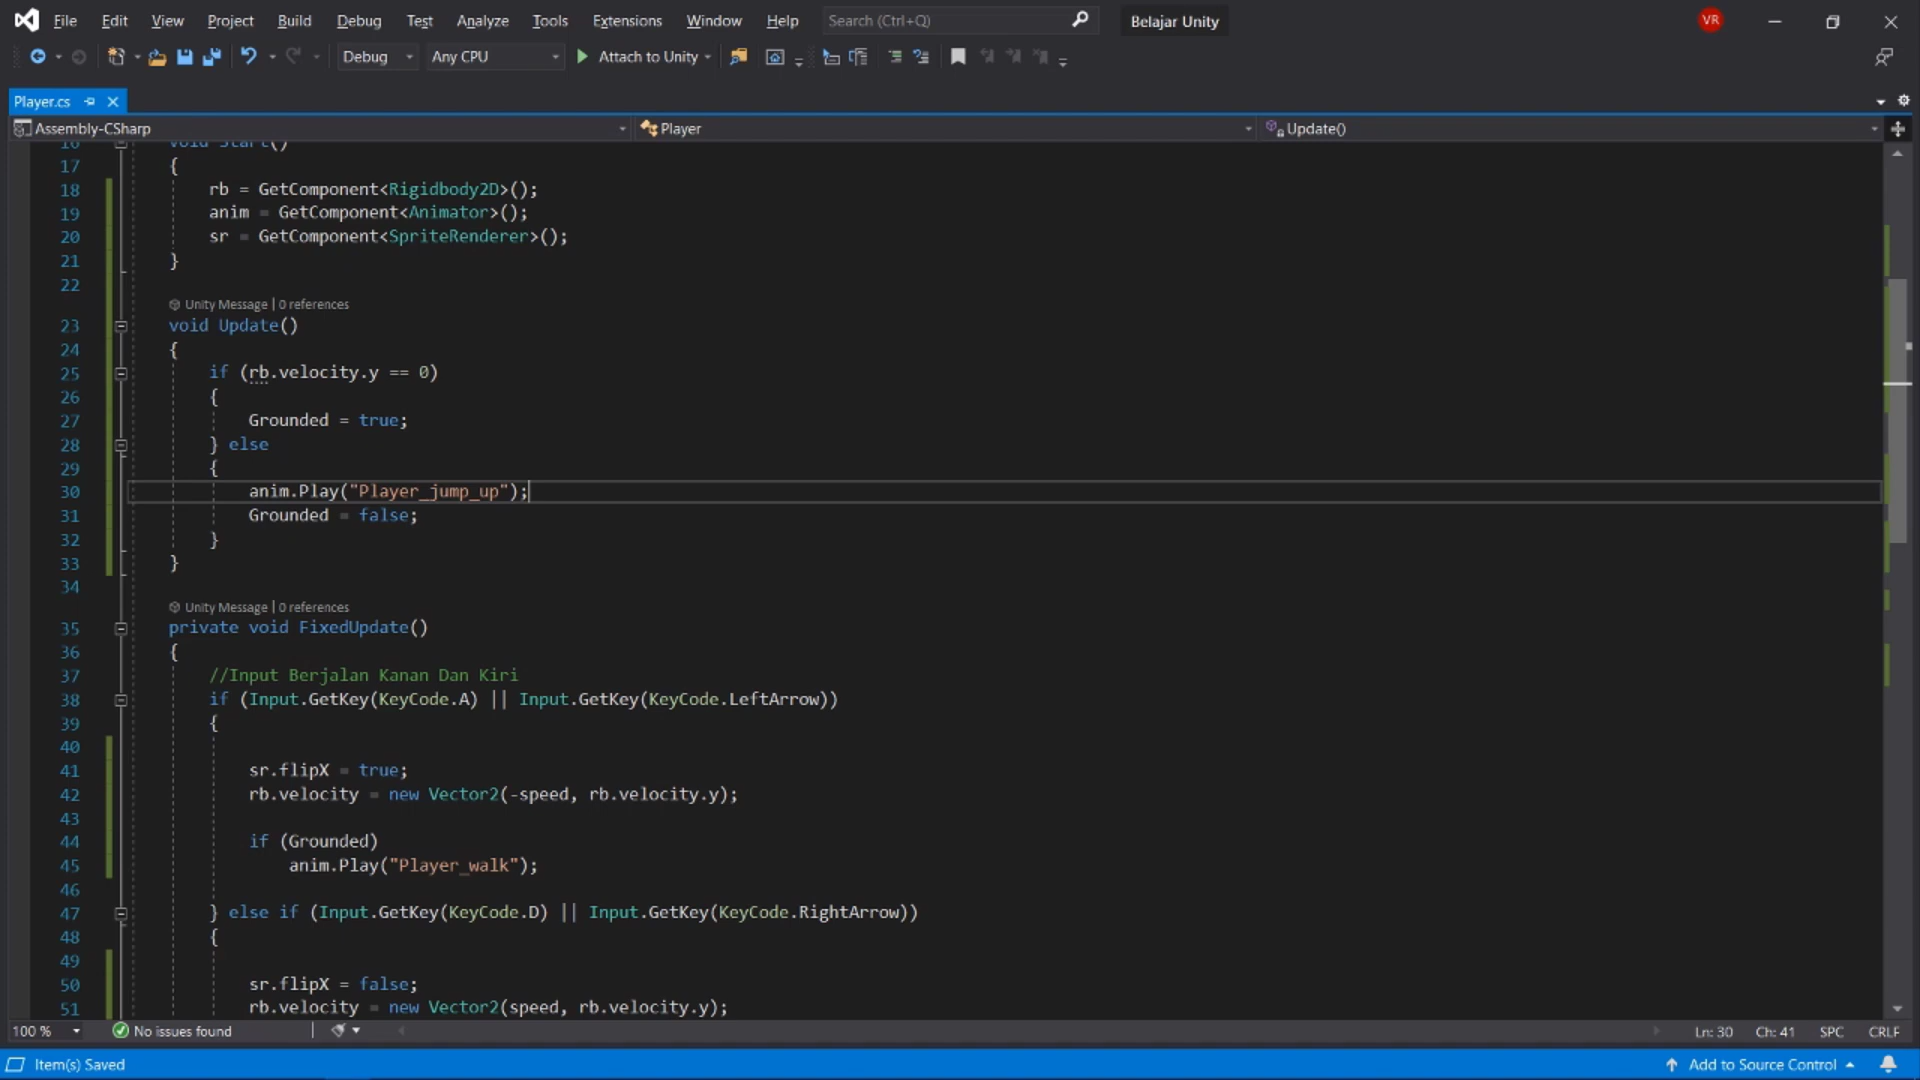 File Edit View Project Build Debug Test Analyze Tools Extensions Window Help Search (Ctrl+Q) Belajar Unity VR
Debug Any CPU Attach to Unity
Player.cs
Assembly-CSharp Player Update()
16 void Start()
17 {
18 rb = GetComponent<Rigidbody2D>();
19 anim = GetComponent<Animator>();
20 sr = GetComponent<SpriteRenderer>();
21 }
22
Unity Message | 0 references
23 void Update()
24 {
25 if (rb.velocity.y == 0)
26 {
27 Grounded = true;
28 } else
29 {
30 anim.Play("Player_jump_up");
31 Grounded = false;
32 }
33 }
34
Unity Message | 0 references
35 private void FixedUpdate()
36 {
37 //Input Berjalan Kanan Dan Kiri
38 if (Input.GetKey(KeyCode.A) || Input.GetKey(KeyCode.LeftArrow))
39 {
40
41 sr.flipX = true;
42 rb.velocity = new Vector2(-speed, rb.velocity.y);
43
44 if (Grounded)
45 anim.Play("Player_walk");
46
47 } else if (Input.GetKey(KeyCode.D) || Input.GetKey(KeyCode.RightArrow))
48 {
49
50 sr.flipX = false;
51 rb.velocity = new Vector2(speed, rb.velocity.y);
100 % No issues found Ln: 30 Ch: 41 SPC CRLF
Item(s) Saved Add to Source Control